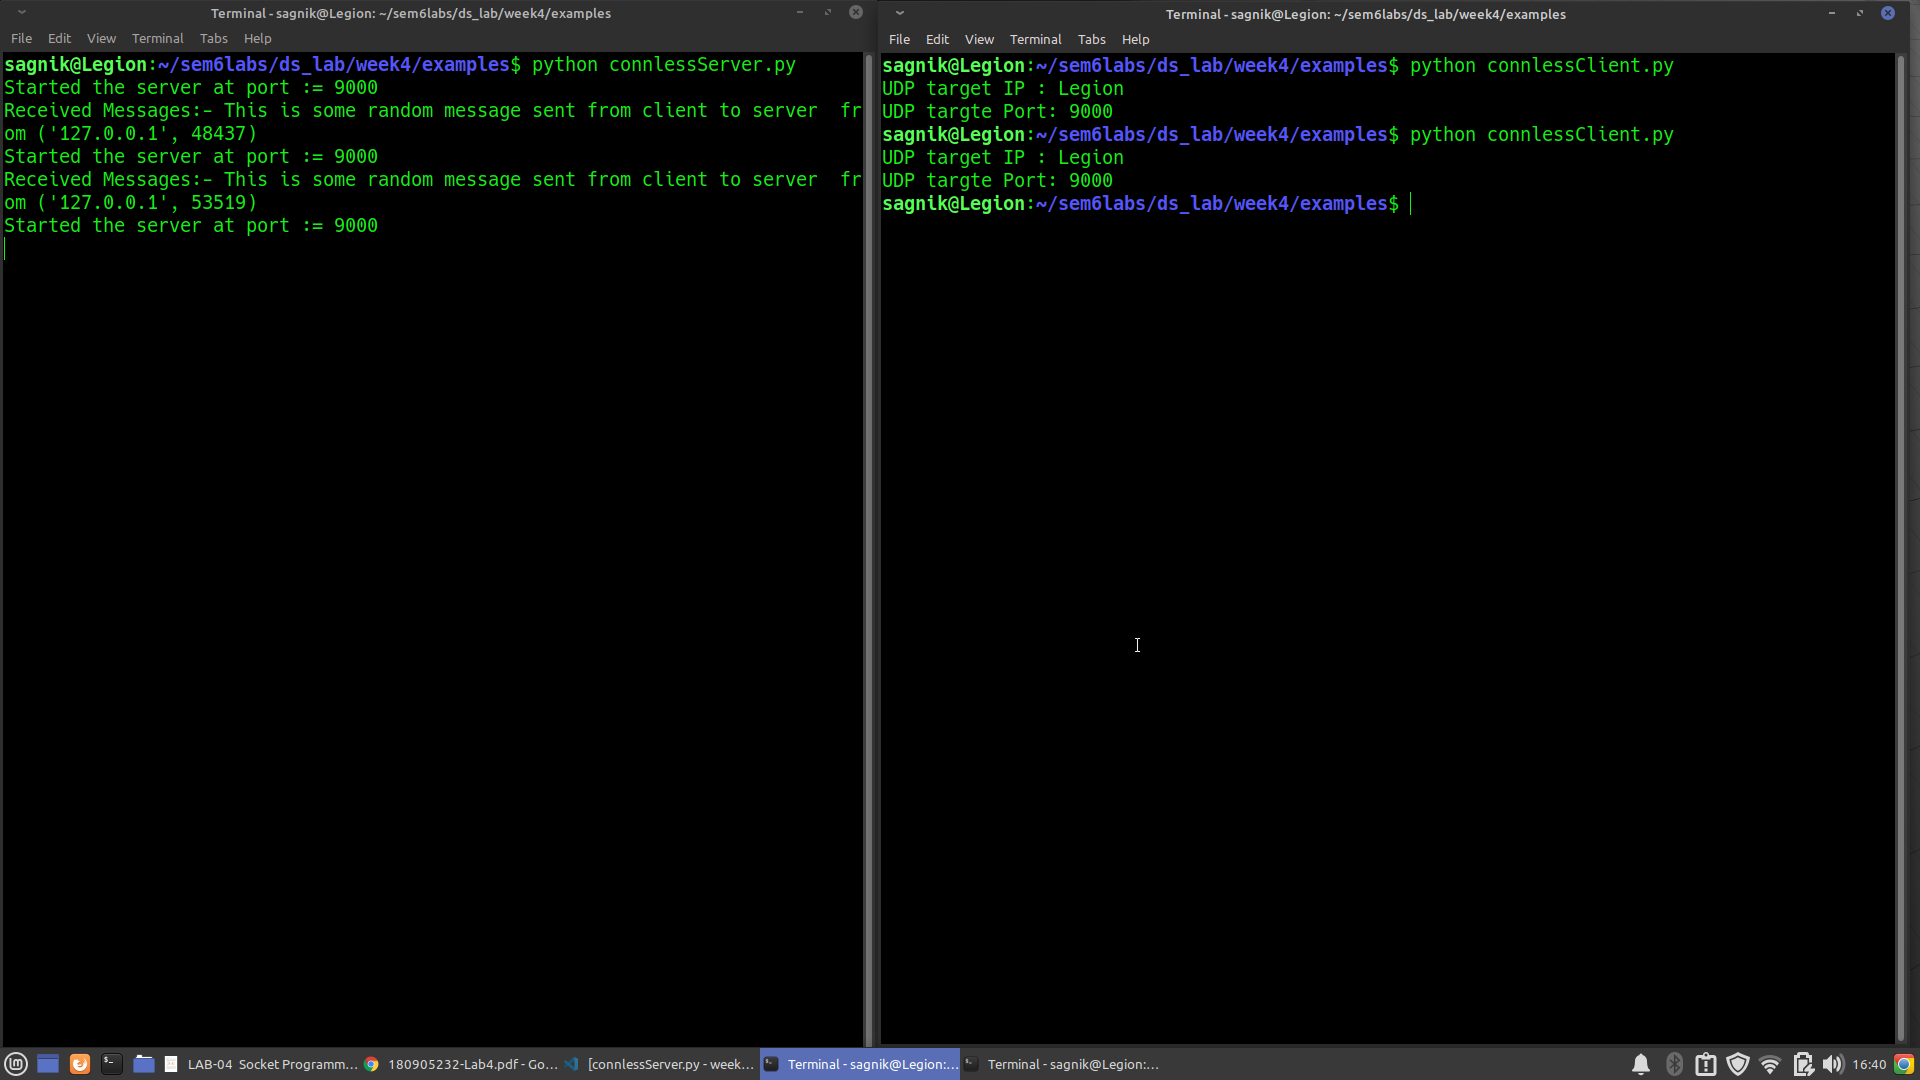 Terminal - sagnik@Legion: ~/sem6labs/ds_lab/week4/examples
File Edit View Terminal Tabs Help
sagnik@Legion:~/sem6labs/ds_lab/week4/examples$ python connlessServer.py
Started the server at port := 9000
Received Messages:- This is some random message sent from client to server  fr
om ('127.0.0.1', 48437)
Started the server at port := 9000
Received Messages:- This is some random message sent from client to server  fr
om ('127.0.0.1', 53519)
Started the server at port := 9000
Terminal - sagnik@Legion: ~/sem6labs/ds_lab/week4/examples
File Edit View Terminal Tabs Help
sagnik@Legion:~/sem6labs/ds_lab/week4/examples$ python connlessClient.py
UDP target IP : Legion
UDP targte Port: 9000
sagnik@Legion:~/sem6labs/ds_lab/week4/examples$ python connlessClient.py
UDP target IP : Legion
UDP targte Port: 9000
sagnik@Legion:~/sem6labs/ds_lab/week4/examples$
LAB-04 Socket Programm... 180905232-Lab4.pdf - Go... [connlessServer.py - week... Terminal - sagnik@Legion:... Terminal - sagnik@Legion:... 16:40